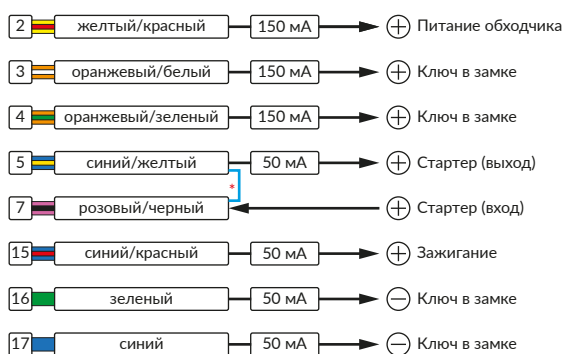 2 желтый/красный 150 мА + Питание обходчика
3 оранжевый/белый 150 мА + Ключ в замке
4 оранжевый/зеленый 150 мА + Ключ в замке
5 синий/желтый 50 мА + Стартер (выход)
*
7 розовый/черный + Стартер (вход)
15 синий/красный 50 мА + Зажигание
16 зеленый 50 мА − Ключ в замке
17 синий 50 мА − Ключ в замке